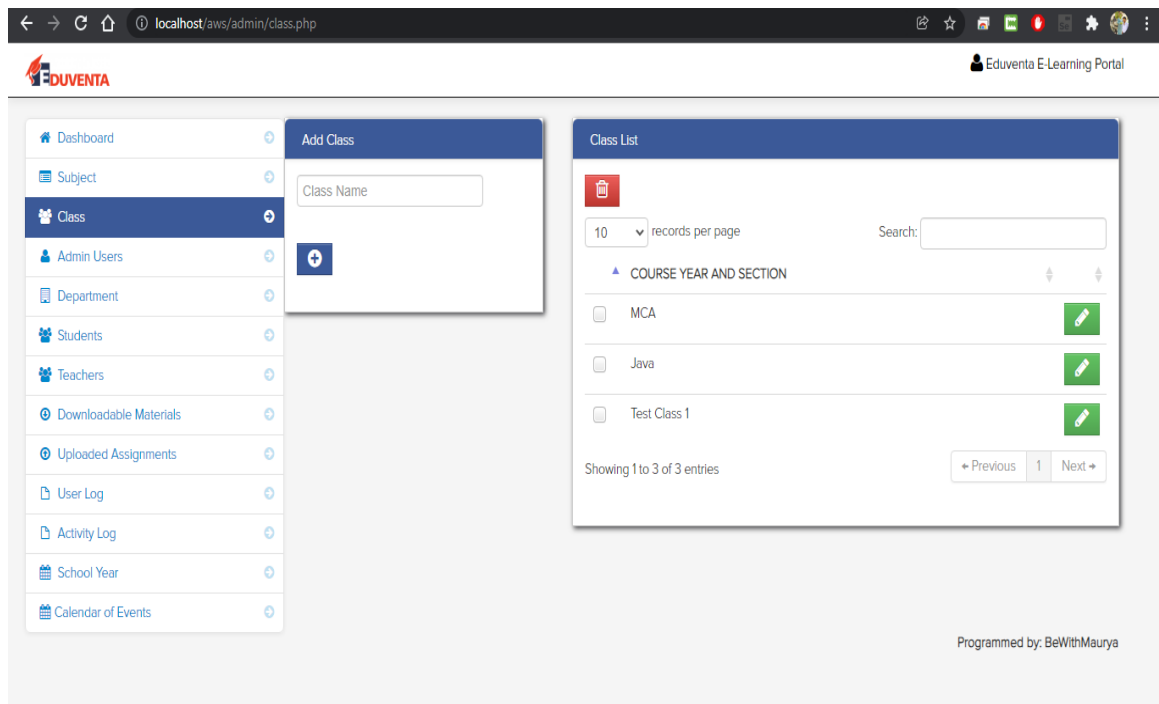 localhost/aws/admin/class.php
EDUVENTA
Eduventa E-Learning Portal
Dashboard
Subject
Class
Admin Users
Department
Students
Teachers
Downloadable Materials
Uploaded Assignments
User Log
Activity Log
School Year
Calendar of Events
Add Class
Class Name
Class List
10 records per page Search:
COURSE YEAR AND SECTION
MCA
Java
Test Class 1
Showing 1 to 3 of 3 entries
Previous 1 Next
Programmed by: BeWithMaurya